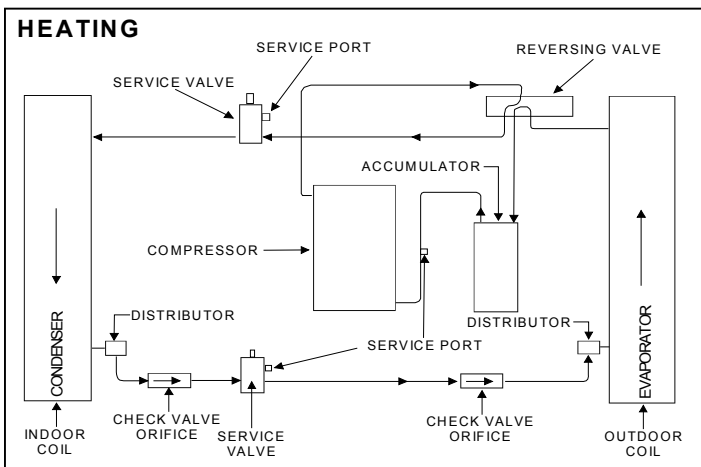 HEATING
SERVICE PORT
REVERSING VALVE
SERVICE VALVE
ACCUMULATOR
COMPRESSOR
CONDENSER
EVAPORATOR
DISTRIBUTOR
DISTRIBUTOR
SERVICE PORT
INDOOR
COIL
CHECK VALVE
ORIFICE
SERVICE
VALVE
CHECK VALVE
ORIFICE
OUTDOOR
COIL